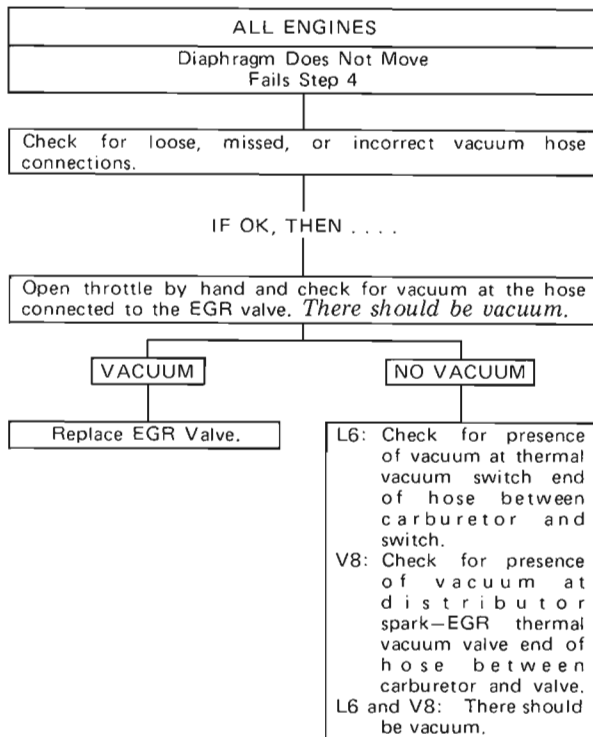 ALL ENGINES
Diaphragm Does Not Move
Fails Step 4
Check for loose, missed, or incorrect vacuum hose
connections.
IF OK, THEN . . . .
Open throttle by hand and check for vacuum at the hose
connected to the EGR valve. There should be vacuum.
VACUUM
Replace EGR Valve.
NO VACUUM
L6: Check for presence
of vacuum at thermal
vacuum switch end
of hose between
carburetor and
switch.
V8: Check for presence
of vacuum at
distributor
spark—EGR thermal
vacuum valve end of
hose between
carburetor and valve.
L6 and V8: There should
be vacuum.